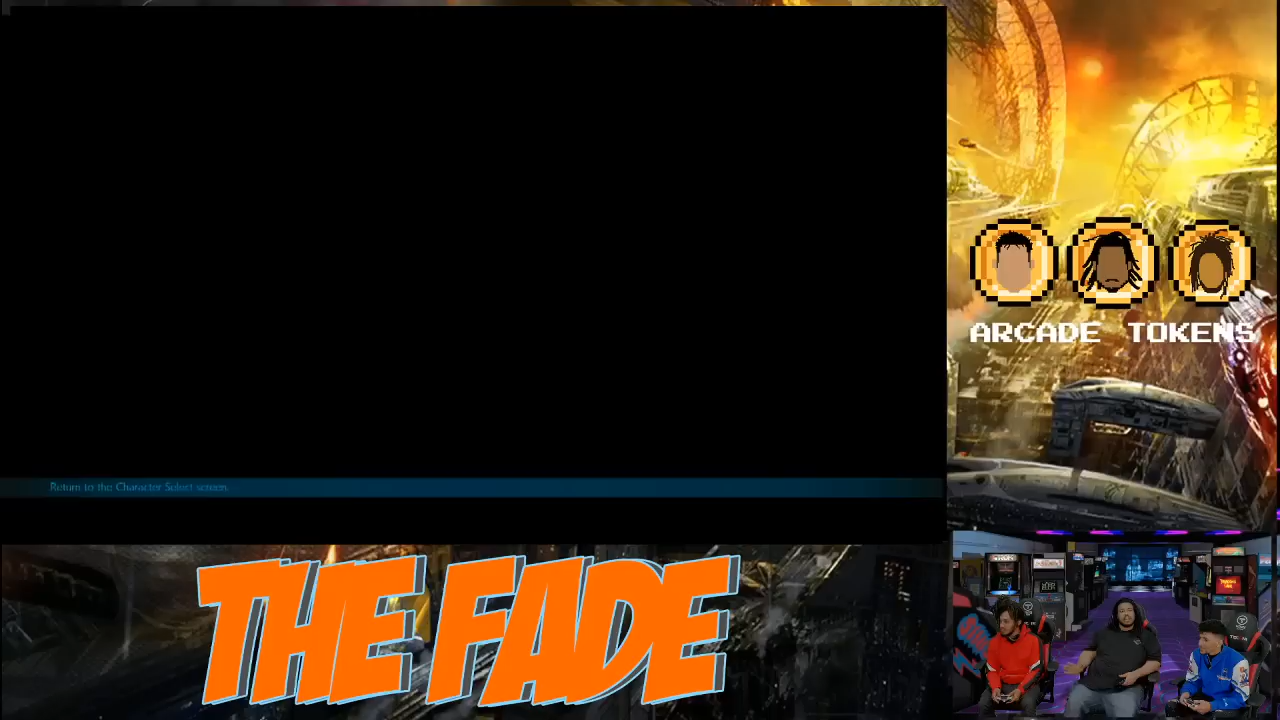 ARCADE TOKENS
Return to the Character Select screen.
THE FADE